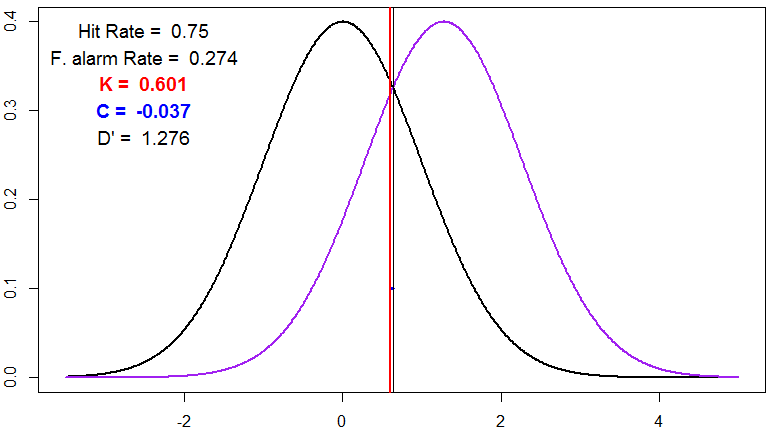 Hit Rate = 0.75
F. alarm Rate = 0.274
K = 0.601
C = -0.037
D' = 1.276
0.4
0.3
0.2
0.1
0.0
-2 0 2 4